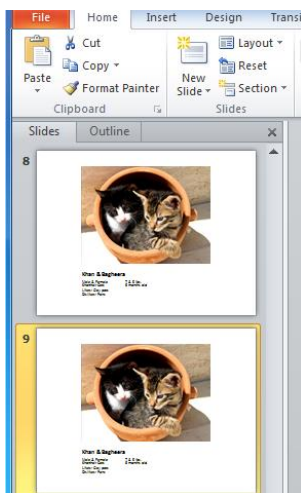 File Home Insert Design Trans
Paste
Cut
Copy
Format Painter
New Slide
Layout
Reset
Section
Clipboard Slides
Slides Outline
8
Khan & Bagheera
9
Khan & Bagheera